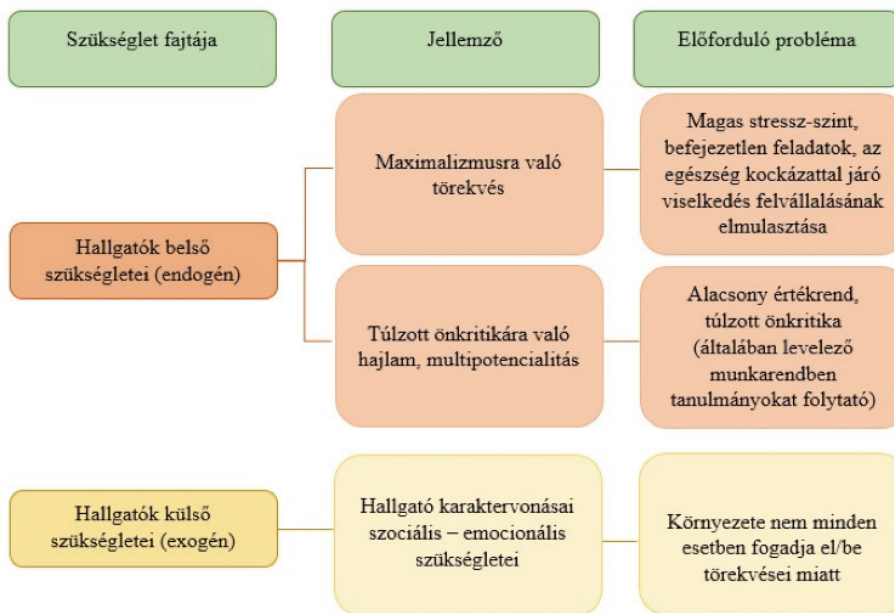 Szükséglet fajtája
Jellemző
Előforduló probléma
Hallgatók belső
szükségletei (endogén)
Maximalizmusra való
törekvés
Magas stressz-szint,
befejezetlen feladatok, az
egészség kockázattal járó
viselkedés felvállalásának
elmulasztása
Túlzott önkritikára való
hajlam, multipotencialitás
Alacsony értékrend,
túlzott önkritika
(általában levelező
munkarendben
tanulmányokat folytató)
Hallgatók külső
szükségletei (exogén)
Hallgató karaktervonásai
szociális – emocionális
szükségletei
Környezete nem minden
esetben fogadja el/be
törekvései miatt